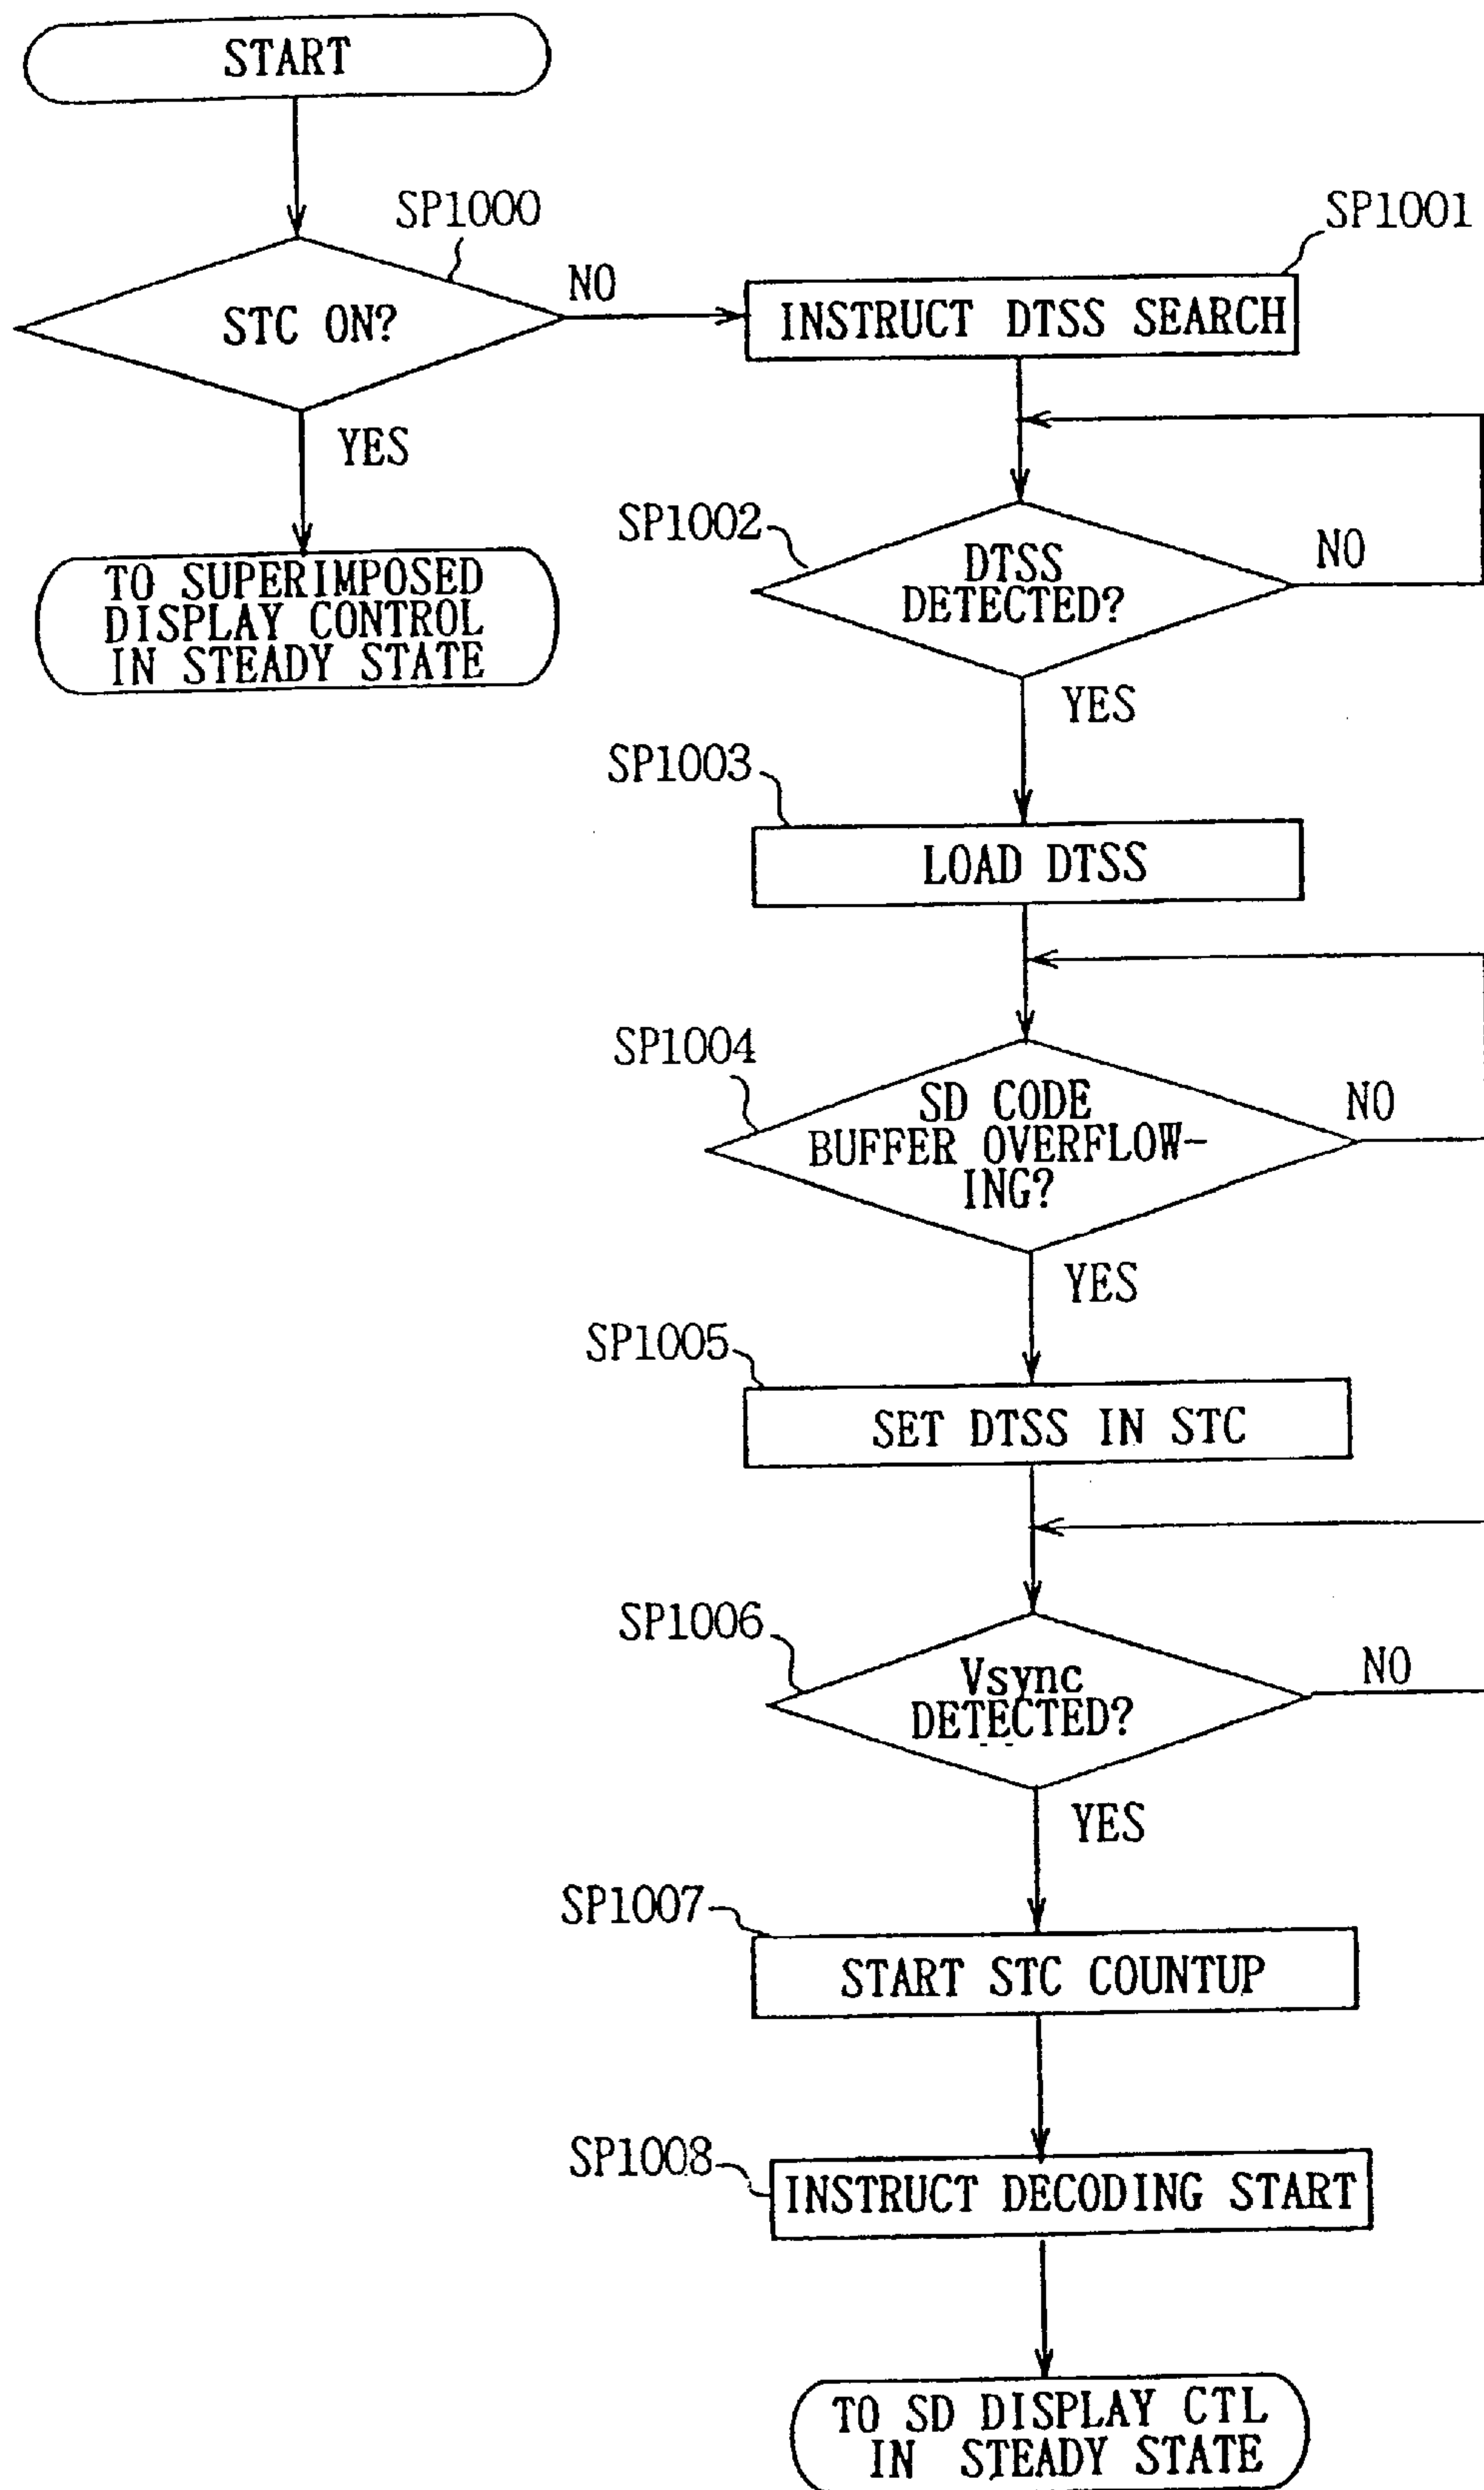 START
SP1000
STC ON?
NO
YES
TO SUPERIMPOSED
DISPLAY CONTROL
IN STEADY STATE
SP1001
INSTRUCT DTSS SEARCH
SP1002
DTSS
DETECTED?
NO
YES
SP1003
LOAD DTSS
SP1004
SD CODE
BUFFER OVERFLOW-
ING?
NO
YES
SP1005
SET DTSS IN STC
SP1006
Vsync
DETECTED?
NO
YES
SP1007
START STC COUNTUP
SP1008
INSTRUCT DECODING START
TO SD DISPLAY CTL
IN STEADY STATE